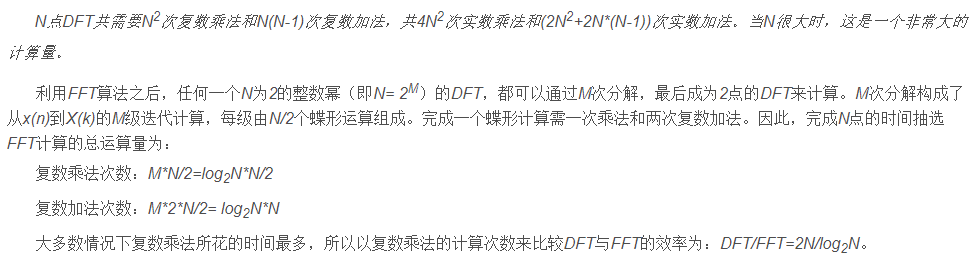 N点DFT共需要N²次复数乘法和N(N-1)次复数加法，共4N²次实数乘法和(2N²+2N*(N-1))次实数加法。当N很大时，这是一个非常大的
计算量。
利用FFT算法之后，任何一个N为2的整数幂（即N= 2ᴹ）的DFT，都可以通过M次分解，最后成为2点的DFT来计算。M次分解构成了
从x(n)到X(k)的M级迭代计算，每级由N/2个蝶形运算组成。完成一个蝶形计算需一次乘法和两次复数加法。因此，完成N点的时间抽选
FFT计算的总运算量为：
复数乘法次数：M*N/2=log₂N*N/2
复数加法次数：M*2*N/2= log₂N*N
大多数情况下复数乘法所花的时间最多，所以以复数乘法的计算次数来比较DFT与FFT的效率为：DFT/FFT=2N/log₂N。